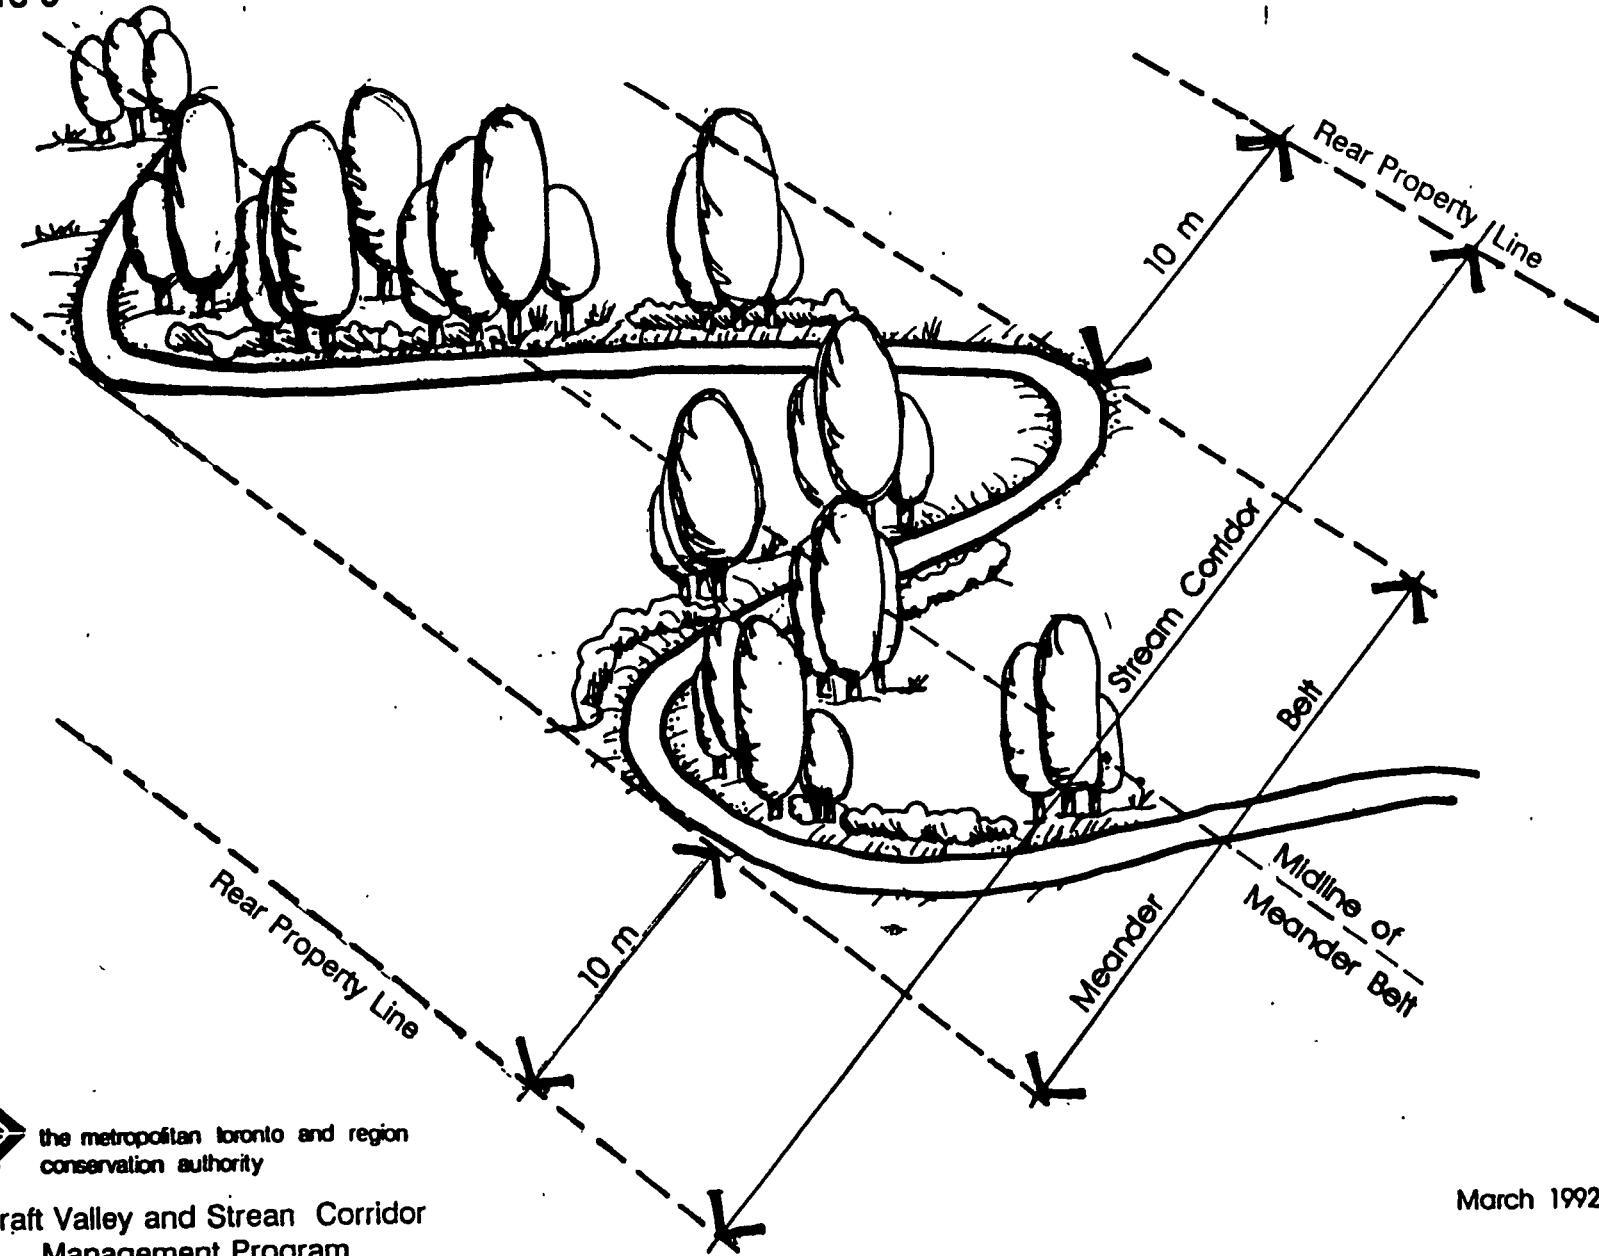 Rear Property Line
10 m
Stream Corridor
Belt
Meander
Midline of
Meander Belt
10 m
Rear Property Line
the metropolitan toronto and region
conservation authority
raft Valley and Strean Corridor
Management Program
March 1992